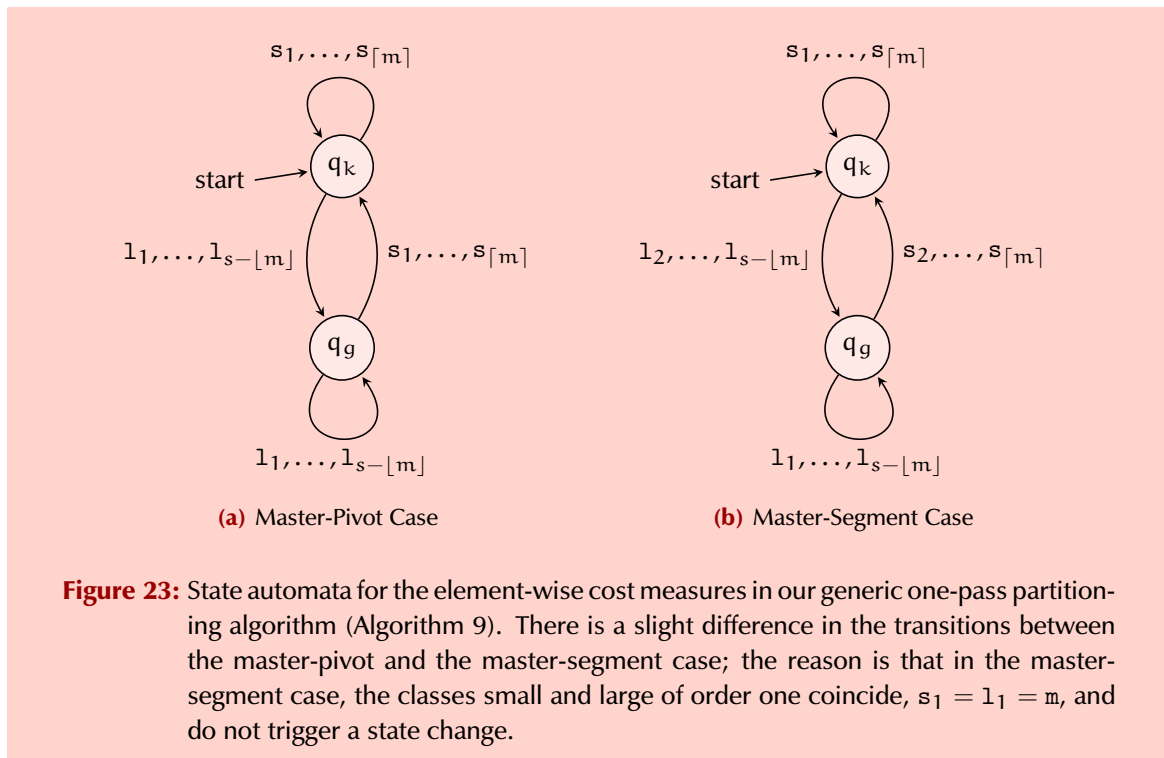 s₁,...,s⌈m⌉ s₁,...,s⌈m⌉
qₖ qₖ
start start
l₁,...,lₛ₋⌊m⌋ s₁,...,s⌈m⌉ l₂,...,lₛ₋⌊m⌋ s₂,...,s⌈m⌉
q_g q_g
l₁,...,lₛ₋⌊m⌋ l₁,...,lₛ₋⌊m⌋
(a) Master-Pivot Case (b) Master-Segment Case
Figure 23: State automata for the element-wise cost measures in our generic one-pass partition-
ing algorithm (Algorithm 9). There is a slight difference in the transitions between
the master-pivot and the master-segment case; the reason is that in the master-
segment case, the classes small and large of order one coincide, s₁ = l₁ = m, and
do not trigger a state change.